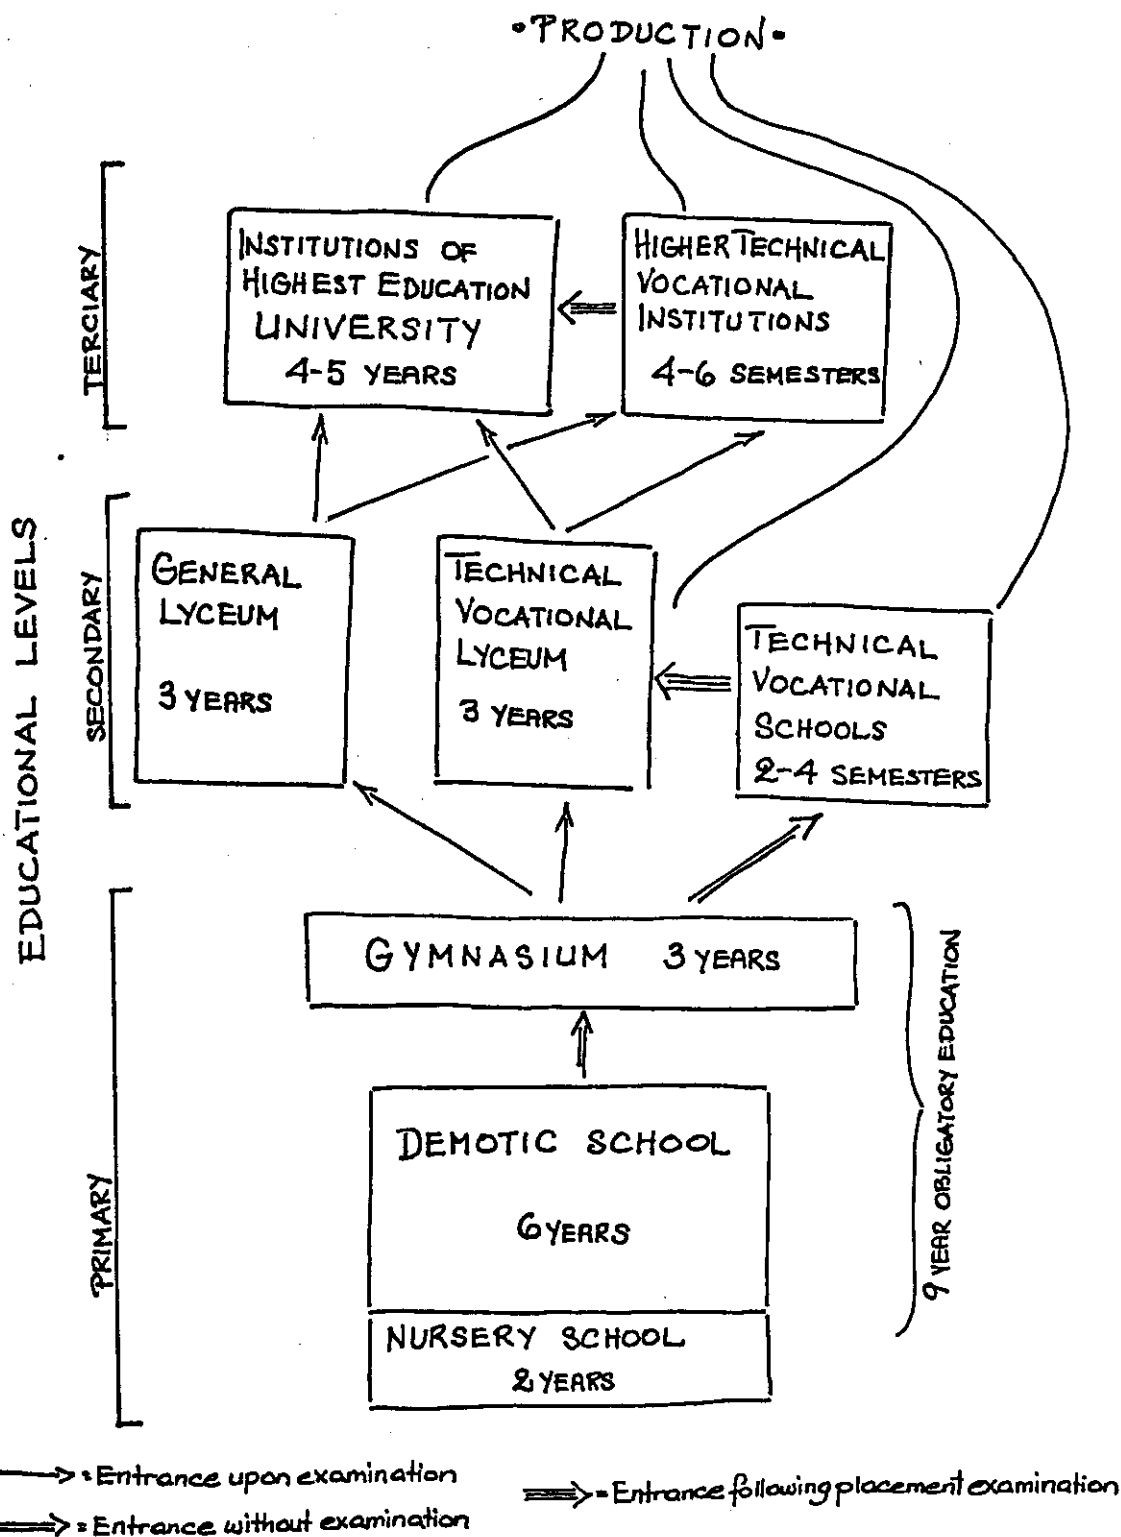 •PRODUCTION•
EDUCATIONAL LEVELS
TERCIARY
INSTITUTIONS OF
HIGHEST EDUCATION
UNIVERSITY
4-5 YEARS
HIGHER TECHNICAL
VOCATIONAL
INSTITUTIONS
4-6 SEMESTERS
SECONDARY
GENERAL
LYCEUM
3 YEARS
TECHNICAL
VOCATIONAL
LYCEUM
3 YEARS
TECHNICAL
VOCATIONAL
SCHOOLS
2-4 SEMESTERS
PRIMARY
GYMNASIUM 3 YEARS
DEMOTIC SCHOOL
6 YEARS
NURSERY SCHOOL
2 YEARS
9 YEAR OBLIGATORY EDUCATION
= Entrance upon examination
= Entrance following placement examination
= Entrance without examination